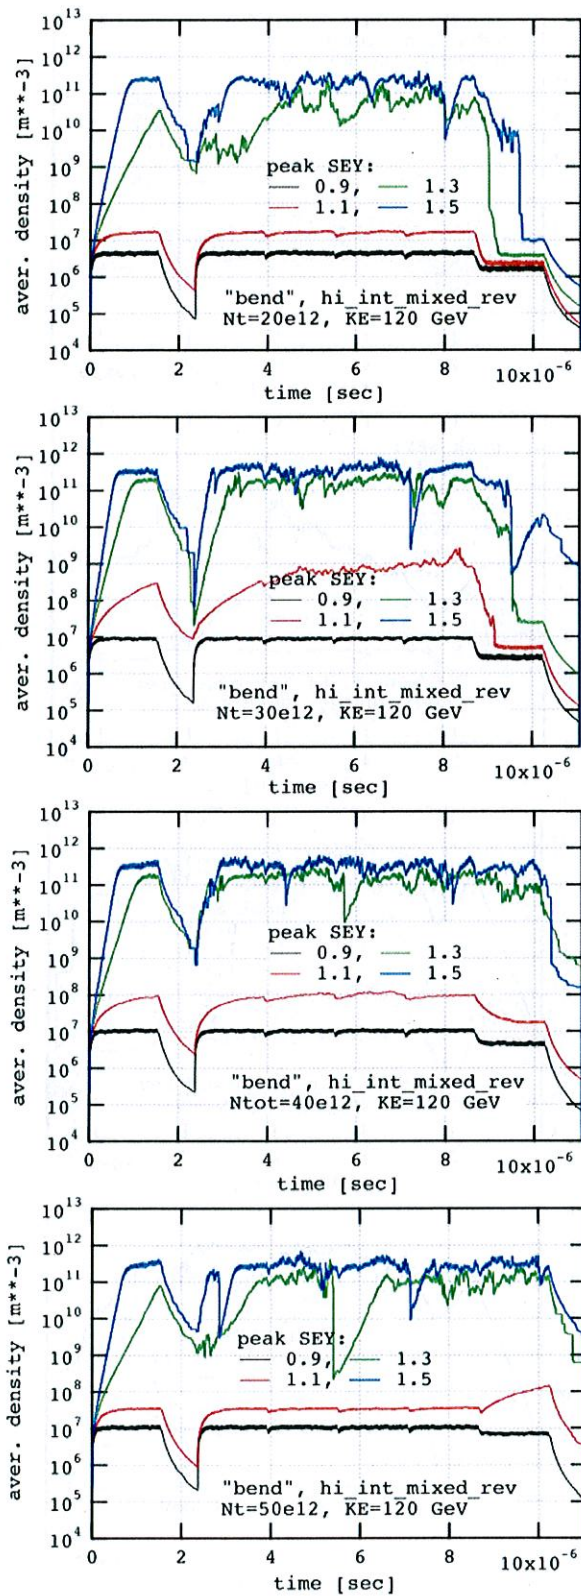 10^13
10^12
10^11
10^10
10^9
10^8
10^7
10^6
10^5
10^4
aver. density [m**-3]
peak SEY:
0.9, 1.3
1.1, 1.5
"bend", hi_int_mixed_rev
Nt=20e12, KE=120 GeV
0 2 4 6 8 10x10^-6
time [sec]
10^13
10^12
10^11
10^10
10^9
10^8
10^7
10^6
10^5
10^4
aver. density [m**-3]
peak SEY:
0.9, 1.3
1.1, 1.5
"bend", hi_int_mixed_rev
Nt=30e12, KE=120 GeV
0 2 4 6 8 10x10^-6
time [sec]
10^13
10^12
10^11
10^10
10^9
10^8
10^7
10^6
10^5
10^4
aver. density [m**-3]
peak SEY:
0.9, 1.3
1.1, 1.5
"bend", hi_int_mixed_rev
Ntot=40e12, KE=120 GeV
0 2 4 6 8 10x10^-6
time [sec]
10^13
10^12
10^11
10^10
10^9
10^8
10^7
10^6
10^5
10^4
aver. density [m**-3]
peak SEY:
0.9, 1.3
1.1, 1.5
"bend", hi_int_mixed_rev
Nt=50e12, KE=120 GeV
0 2 4 6 8 10x10^-6
time [sec]